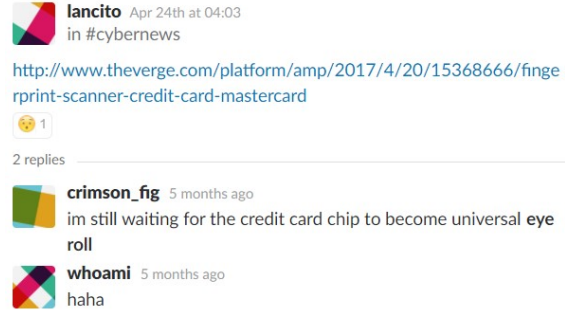 lancito Apr 24th at 04:03
in #cybernews
http://www.theverge.com/platform/amp/2017/4/20/15368666/finge
rprint-scanner-credit-card-mastercard
1
2 replies
crimson_fig 5 months ago
im still waiting for the credit card chip to become universal eye
roll
whoami 5 months ago
haha